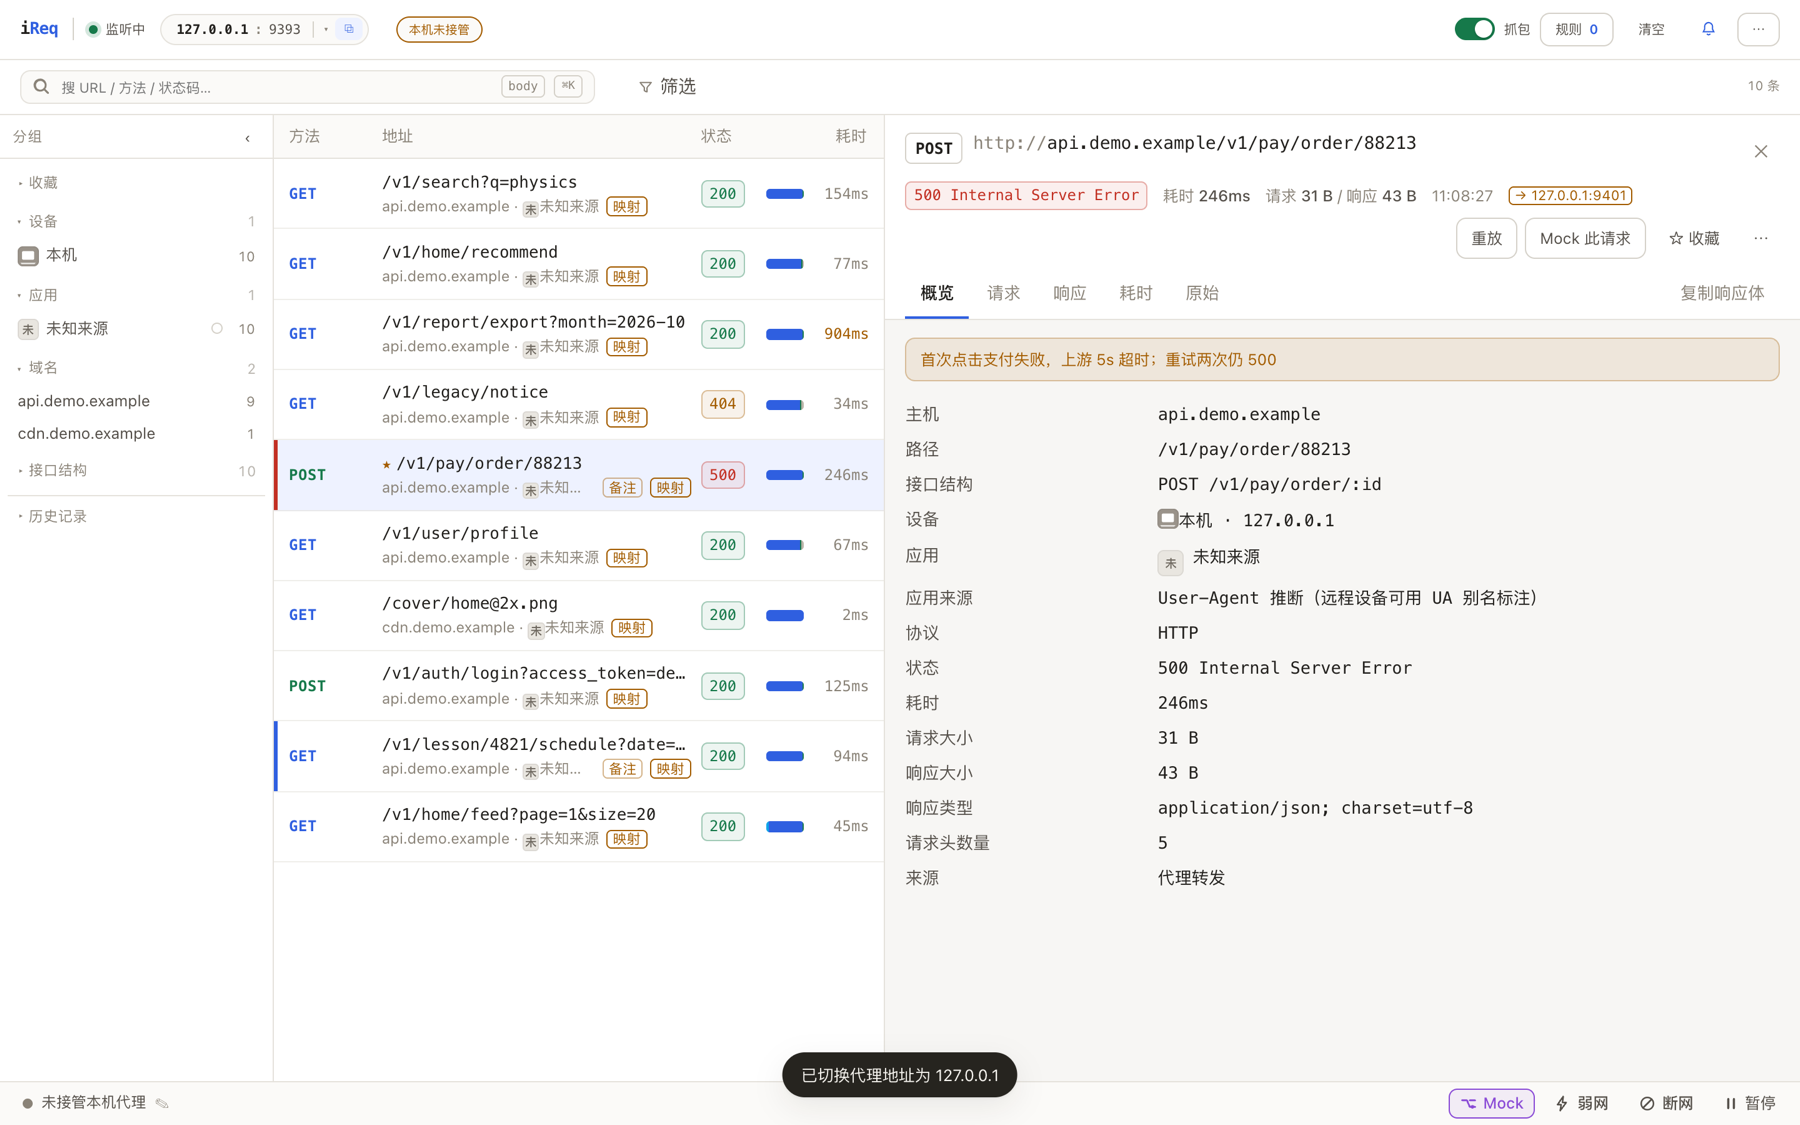 iReq 监听中 127.0.0.1 : 9393 本机未接管 抓包 规则 0 清空 ...
搜 URL / 方法 / 状态码... body ⌘K 筛选 10 条
分组
收藏
设备 1
本机 10
应用 1
未 未知来源 10
域名 2
api.demo.example 9
cdn.demo.example 1
接口结构 10
历史记录
方法 地址 状态 耗时
GET /v1/search?q=physics 200 154ms
api.demo.example · 未 未知来源 映射
GET /v1/home/recommend 200 77ms
api.demo.example · 未 未知来源 映射
GET /v1/report/export?month=2026-10 200 904ms
api.demo.example · 未 未知来源 映射
GET /v1/legacy/notice 404 34ms
api.demo.example · 未 未知来源 映射
POST ★ /v1/pay/order/88213 500 246ms
api.demo.example · 未 未知... 备注 映射
GET /v1/user/profile 200 67ms
api.demo.example · 未 未知来源 映射
GET /cover/home@2x.png 200 2ms
cdn.demo.example · 未 未知来源 映射
POST /v1/auth/login?access_token=de… 200 125ms
api.demo.example · 未 未知来源 映射
GET /v1/lesson/4821/schedule?date=… 200 94ms
api.demo.example · 未 未知... 备注 映射
GET /v1/home/feed?page=1&size=20 200 45ms
api.demo.example · 未 未知来源 映射
POST http://api.demo.example/v1/pay/order/88213
500 Internal Server Error 耗时 246ms 请求 31 B / 响应 43 B 11:08:27 → 127.0.0.1:9401
重放 Mock 此请求 ☆ 收藏 ...
概览 请求 响应 耗时 原始 复制响应体
首次点击支付失败，上游 5s 超时；重试两次仍 500
主机 api.demo.example
路径 /v1/pay/order/88213
接口结构 POST /v1/pay/order/:id
设备 本机 · 127.0.0.1
应用 未 未知来源
应用来源 User-Agent 推断（远程设备可用 UA 别名标注）
协议 HTTP
状态 500 Internal Server Error
耗时 246ms
请求大小 31 B
响应大小 43 B
响应类型 application/json; charset=utf-8
请求头数量 5
来源 代理转发
已切换代理地址为 127.0.0.1
未接管本机代理 Mock 弱网 断网 暂停